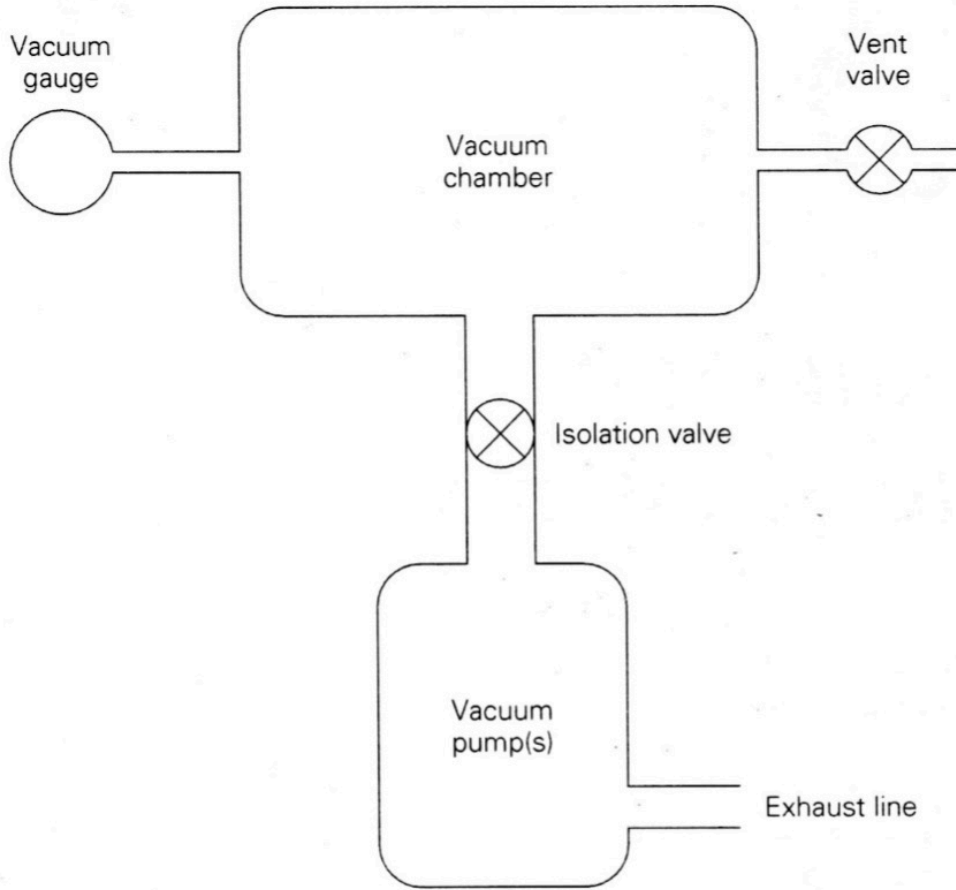 Vacuum
gauge
Vent
valve
Vacuum
chamber
Isolation valve
Vacuum
pump(s)
Exhaust line